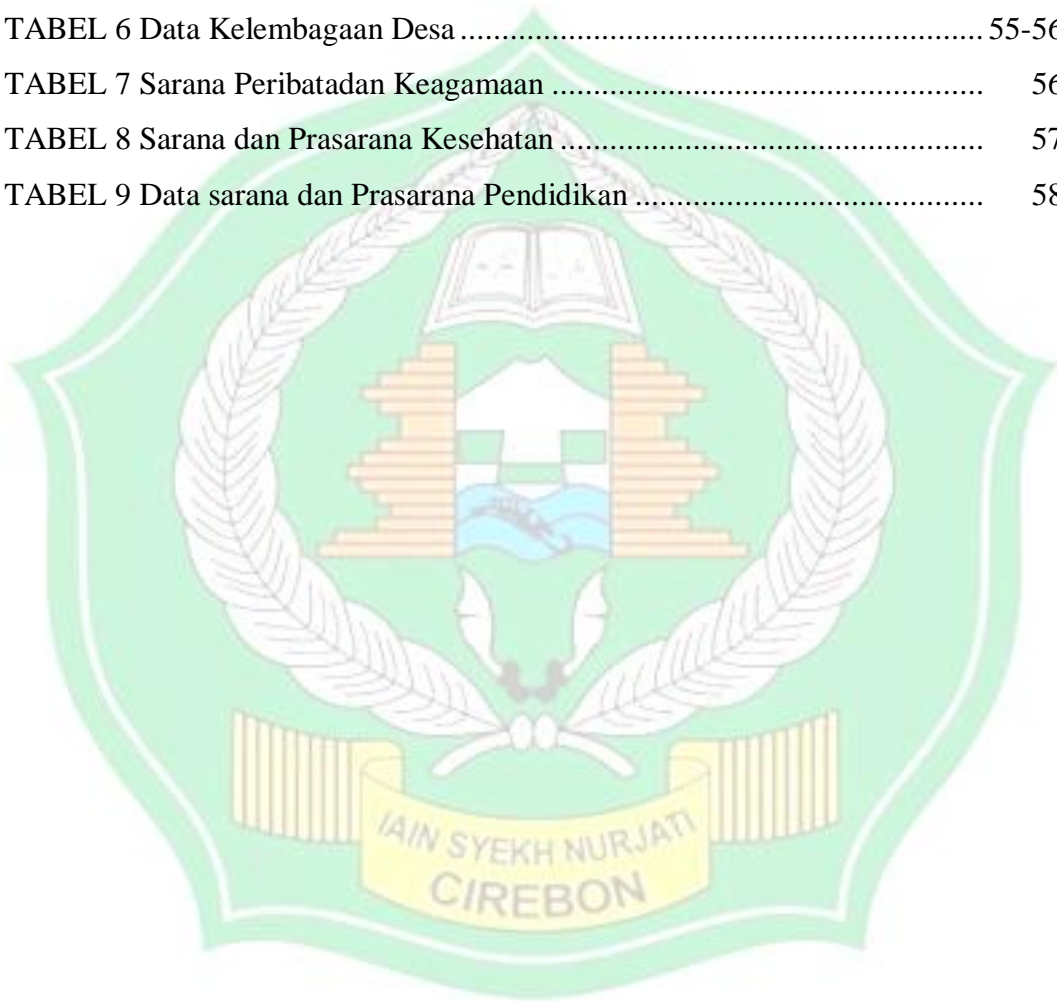 TABEL 6 Data Kelembagaan Desa ................................................................ 55-56
TABEL 7 Sarana Peribatadan Keagamaan ..................................................... 56
TABEL 8 Sarana dan Prasarana Kesehatan .................................................... 57
TABEL 9 Data sarana dan Prasarana Pendidikan ........................................... 58
IAIN SYEKH NURJATI
CIREBON